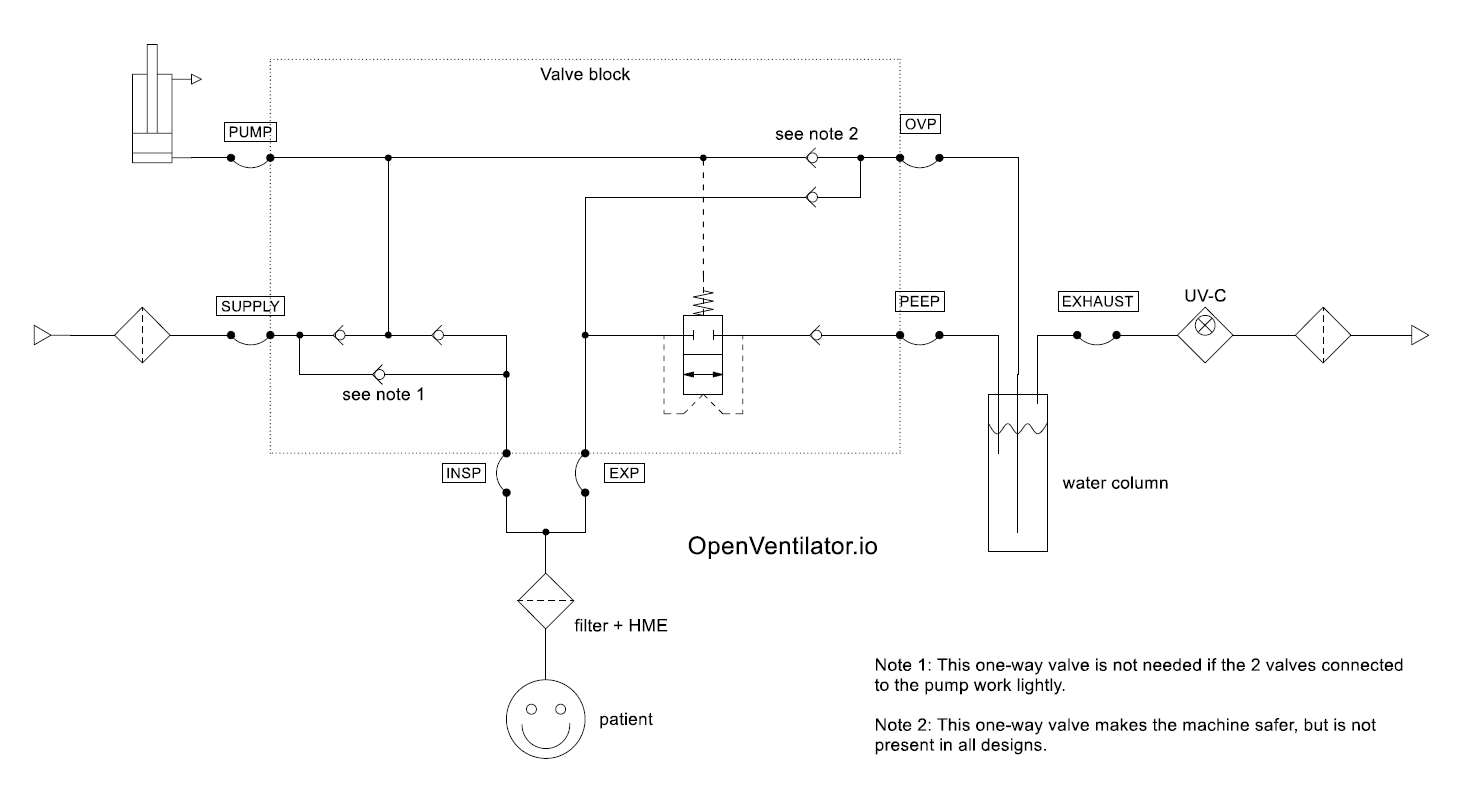 Valve block
PUMP
OVP
see note 2
SUPPLY
PEEP
EXHAUST
UV-C
see note 1
INSP
EXP
water column
OpenVentilator.io
filter + HME
patient
Note 1: This one-way valve is not needed if the 2 valves connected
to the pump work lightly.
Note 2: This one-way valve makes the machine safer, but is not
present in all designs.